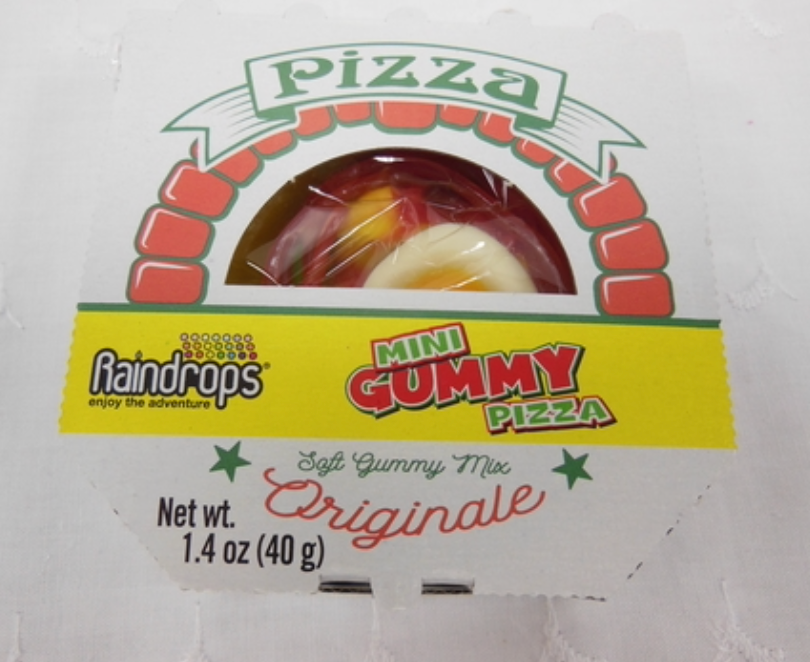 Pizza
Raindrops®
enjoy the adventure
MINI
GUMMY
PIZZA
Soft Gummy Mix
Originale
Net wt.
1.4 oz (40 g)